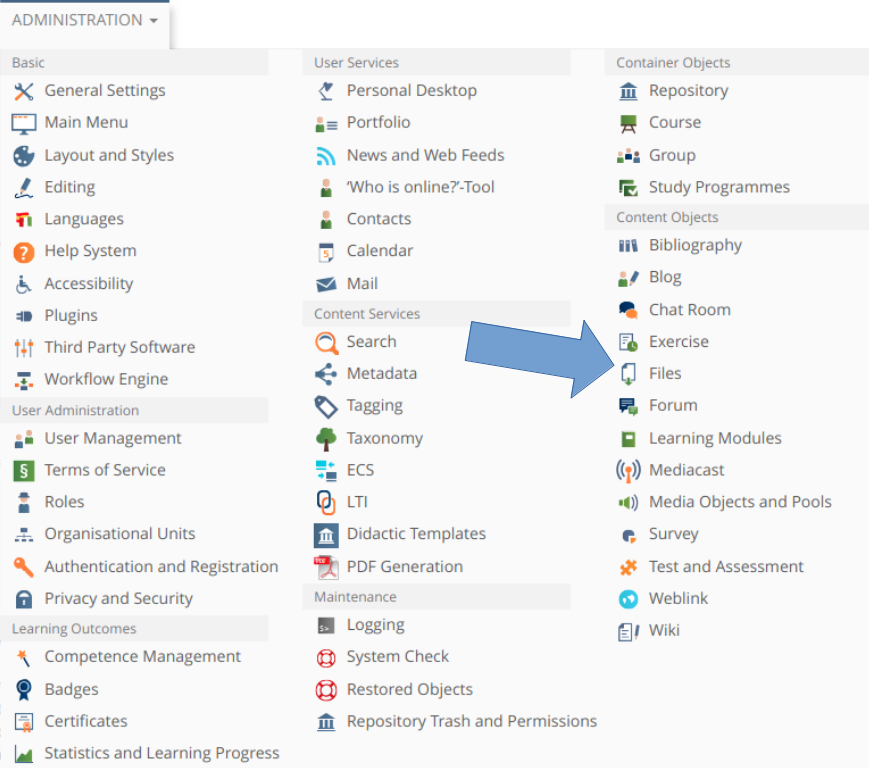 ADMINISTRATION
Basic
General Settings
Main Menu
Layout and Styles
Editing
Languages
Help System
Accessibility
Plugins
Third Party Software
Workflow Engine
User Administration
User Management
Terms of Service
Roles
Organisational Units
Authentication and Registration
Privacy and Security
Learning Outcomes
Competence Management
Badges
Certificates
Statistics and Learning Progress
User Services
Personal Desktop
Portfolio
News and Web Feeds
‘Who is online?’-Tool
Contacts
Calendar
Mail
Content Services
Search
Metadata
Tagging
Taxonomy
ECS
LTI
Didactic Templates
PDF Generation
Maintenance
Logging
System Check
Restored Objects
Repository Trash and Permissions
Container Objects
Repository
Course
Group
Study Programmes
Content Objects
Bibliography
Blog
Chat Room
Exercise
Files
Forum
Learning Modules
Mediacast
Media Objects and Pools
Survey
Test and Assessment
Weblink
Wiki